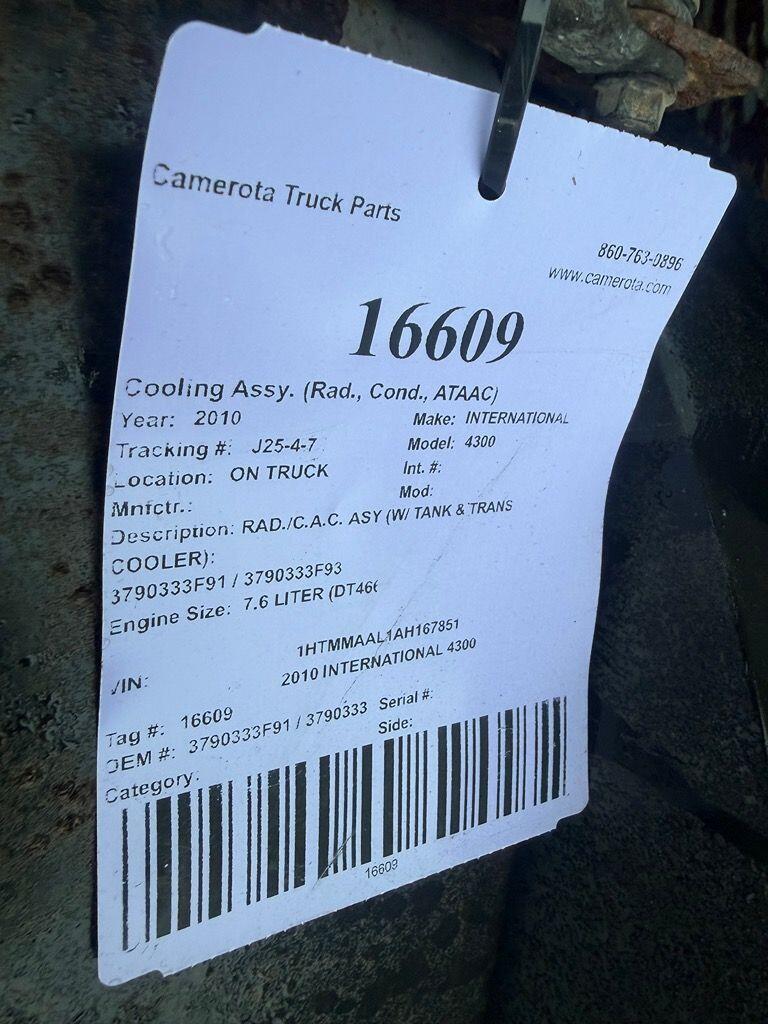 Camerota Truck Parts
860-763-0896
www.camerota.com
16609
Cooling Assy. (Rad., Cond., ATAAC)
Year: 2010 Make: INTERNATIONAL
Tracking #: J25-4-7 Model: 4300
Location: ON TRUCK Int. #:
Mnfctr.: Mod:
Description: RAD./C.A.C. ASY (W/ TANK & TRANS
COOLER):
3790333F91 / 3790333F93
Engine Size: 7.6 LITER (DT466
1HTMMAAL1AH167851
VIN: 2010 INTERNATIONAL 4300
Tag #: 16609 Serial #:
OEM #: 3790333F91 / 3790333 Side:
Category:
16609